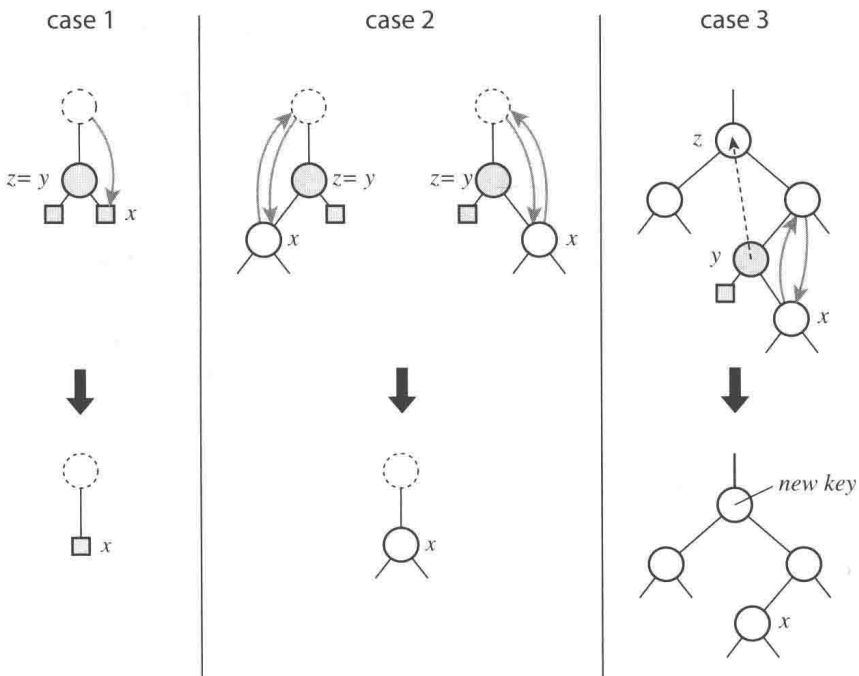 case 1
case 2
case 3
z= y
x
z= y
x
z= y
x
z
y
x
x
x
new key
x